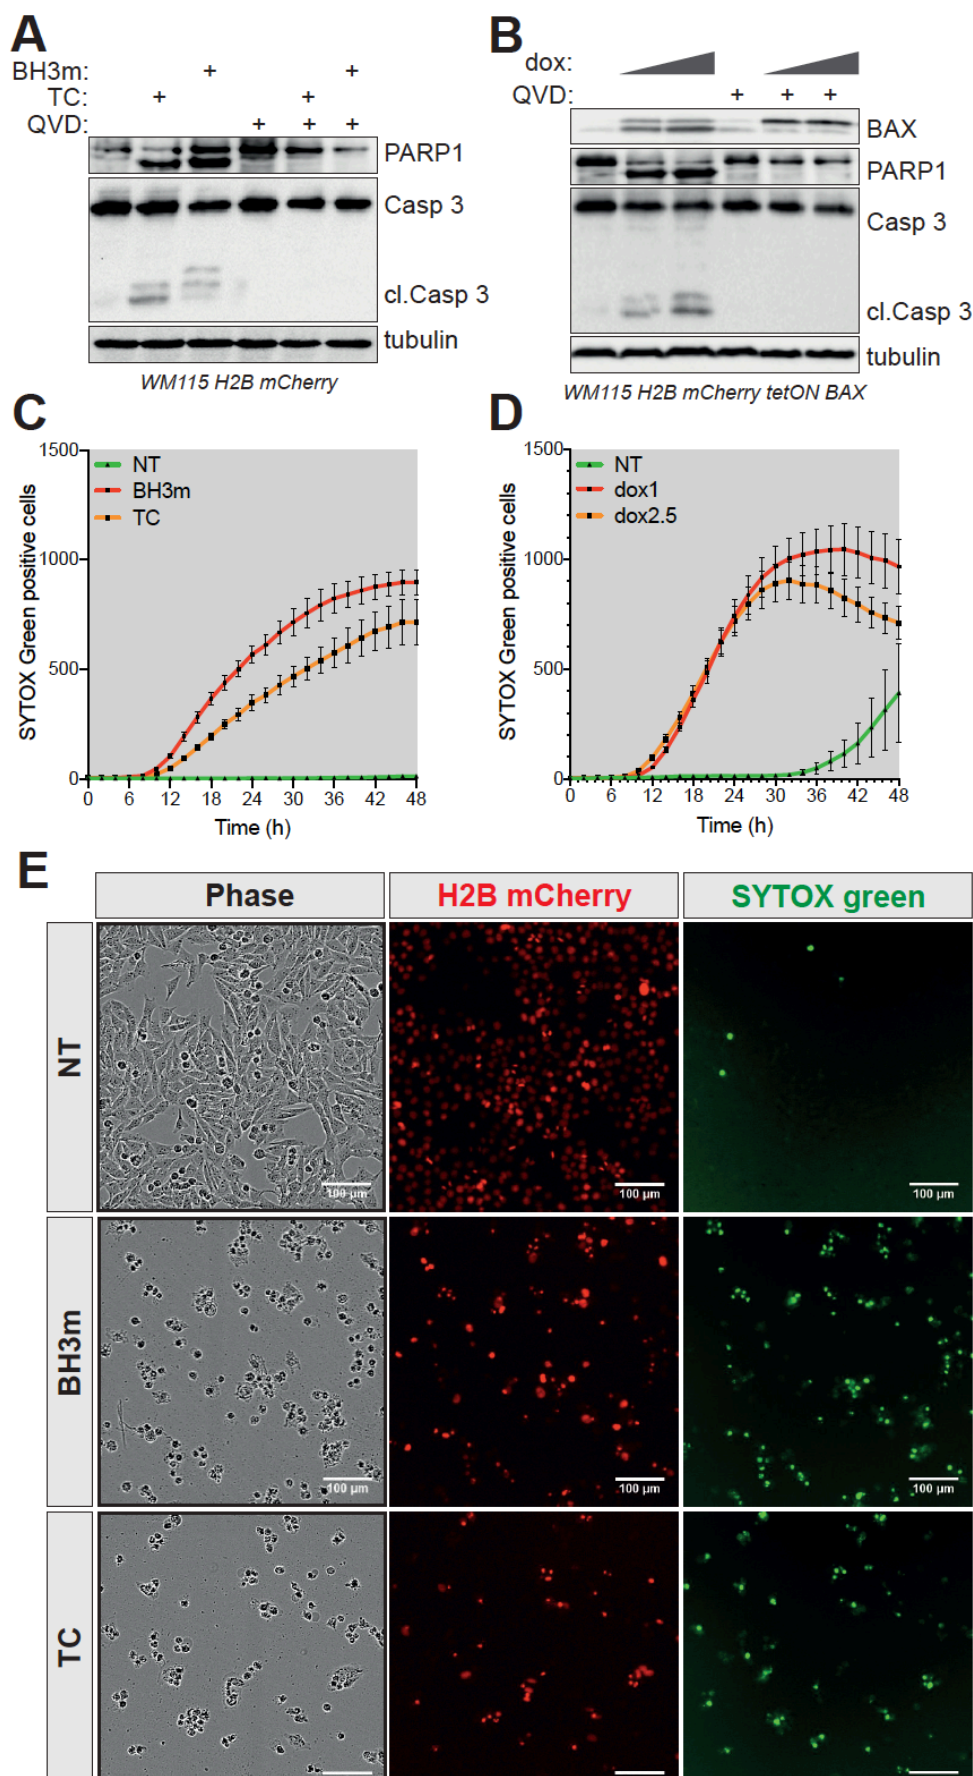 A
BH3m: + +
TC: + +
QVD: + + +
PARP1
Casp 3
cl.Casp 3
tubulin
WM115 H2B mCherry
B
dox:
QVD: + + +
BAX
PARP1
Casp 3
cl.Casp 3
tubulin
WM115 H2B mCherry tetON BAX
C
SYTOX Green positive cells
1500
1000
500
0
NT
BH3m
TC
0 6 12 18 24 30 36 42 48
Time (h)
D
SYTOX Green positive cells
1500
1000
500
0
NT
dox1
dox2.5
0 6 12 18 24 30 36 42 48
Time (h)
E
Phase H2B mCherry SYTOX green
NT
100 µm 100 µm 100 µm
BH3m
100 µm 100 µm 100 µm
TC